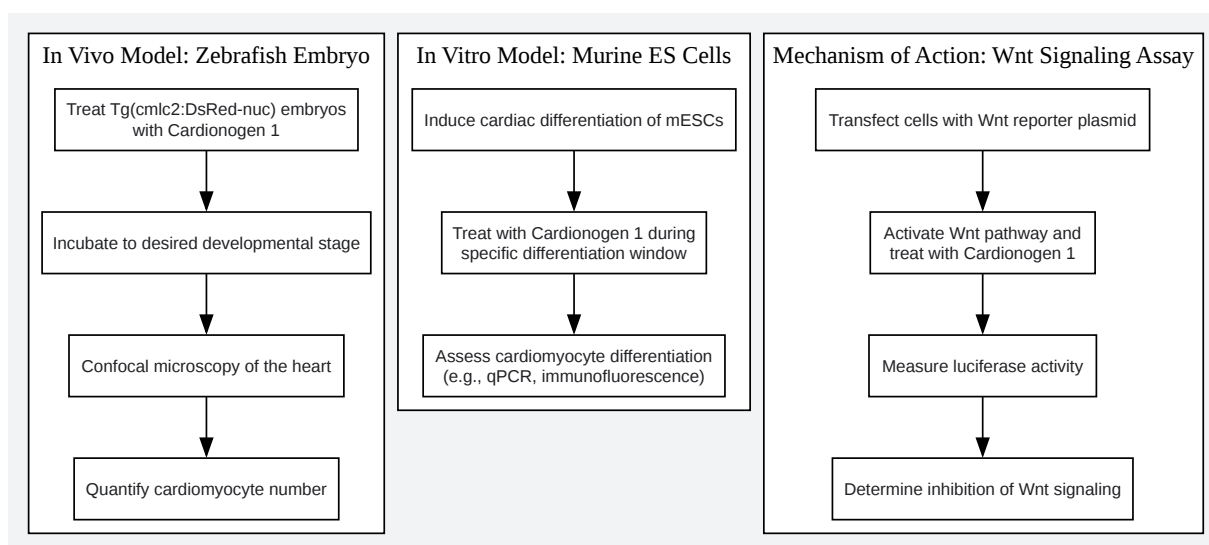 In Vivo Model: Zebrafish Embryo
Treat Tg(cmlc2:DsRed-nuc) embryos
with Cardionogen 1
Incubate to desired developmental stage
Confocal microscopy of the heart
Quantify cardiomyocyte number
In Vitro Model: Murine ES Cells
Induce cardiac differentiation of mESCs
Treat with Cardionogen 1 during
specific differentiation window
Assess cardiomyocyte differentiation
(e.g., qPCR, immunofluorescence)
Mechanism of Action: Wnt Signaling Assay
Transfect cells with Wnt reporter plasmid
Activate Wnt pathway and
treat with Cardionogen 1
Measure luciferase activity
Determine inhibition of Wnt signaling